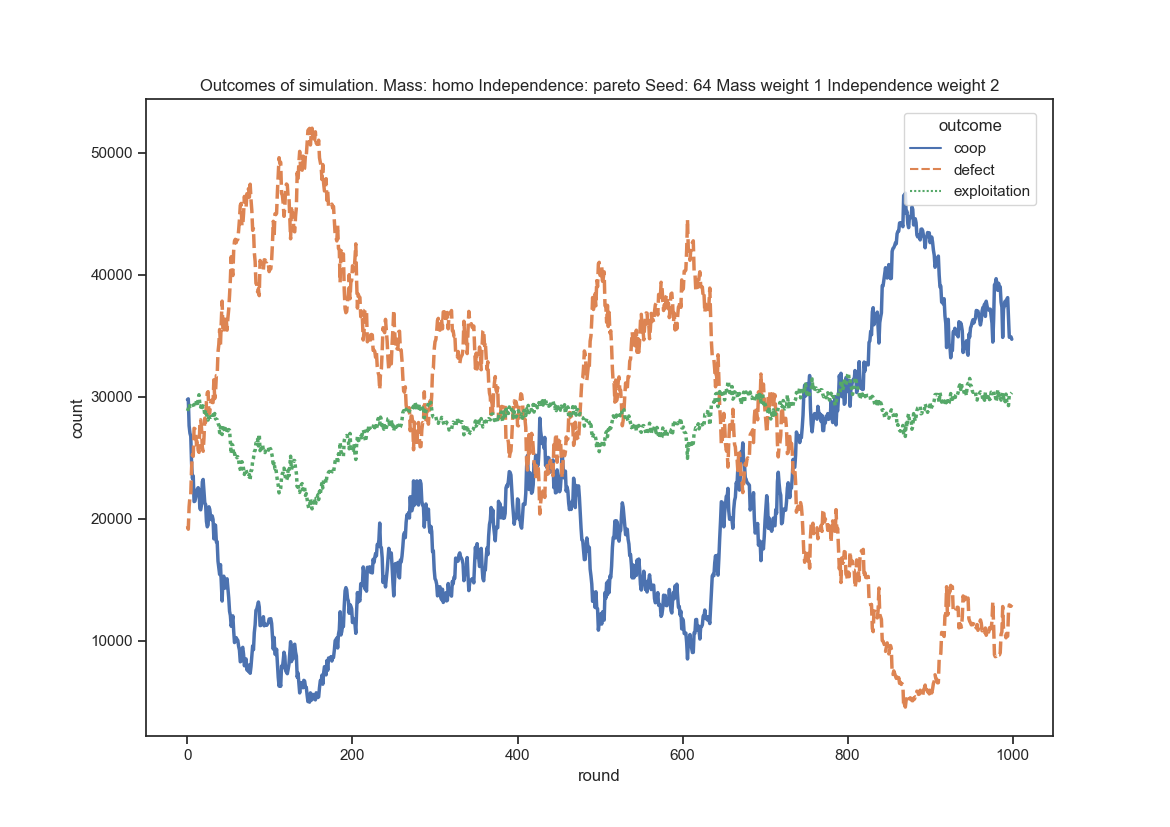 Outcomes of simulation. Mass: homo Independence: pareto Seed: 64 Mass weight 1 Independence weight 2
outcome
coop
defect
exploitation
50000
40000
30000
20000
10000
count
0 200 400 600 800 1000
round